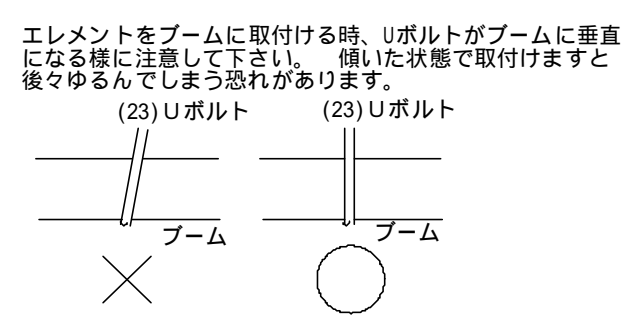 エレメントをブームに取付ける時、Uボルトがブームに垂直
になる様に注意して下さい。 傾いた状態で取付けますと
後々ゆるんでしまう恐れがあります。
(23)Uボルト
(23)Uボルト
ブーム
ブーム